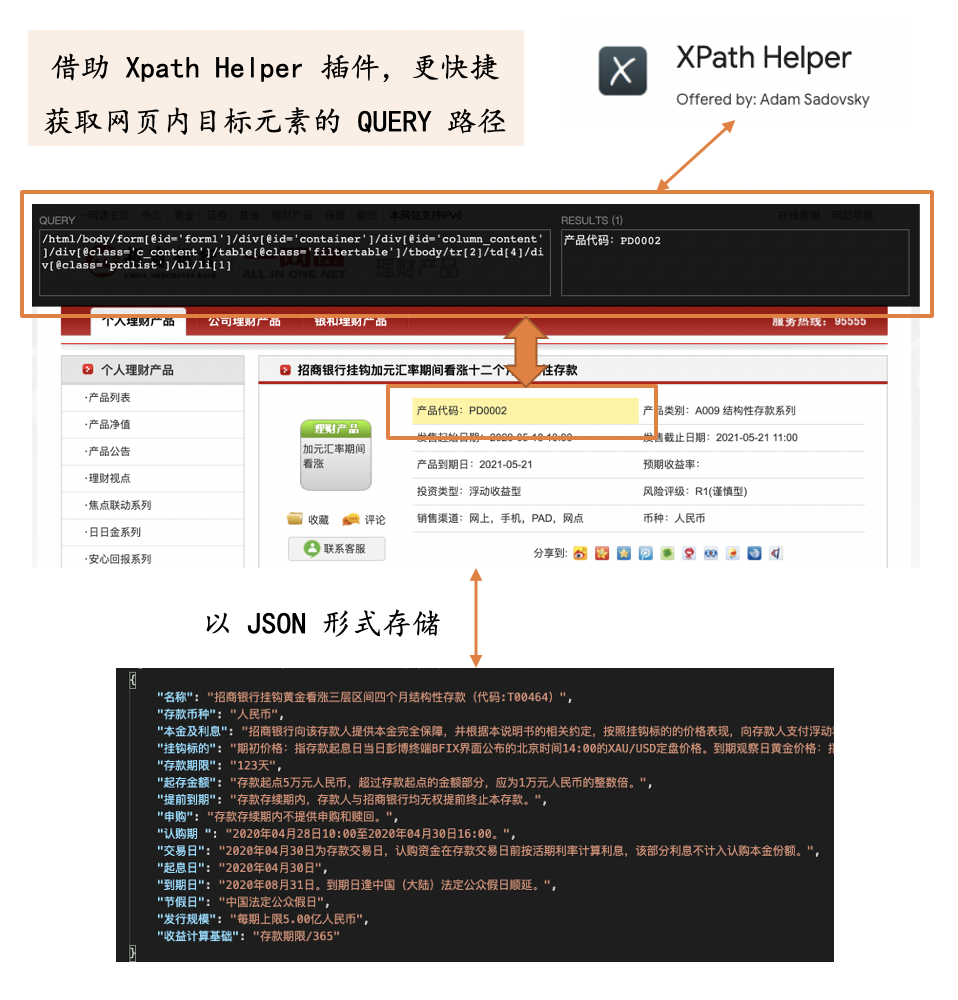 借助 Xpath Helper 插件，更快捷
获取网页内目标元素的 QUERY 路径
XPath Helper
Offered by: Adam Sadovsky
QUERY
/html/body/form[@id='form1']/div[@id='container']/div[@id='column_content'
]/div[@class='c_content']/table[@class='filtertable']/tbody/tr[2]/td[4]/di
v[@class='prdlist']/ul/li[1]
RESULTS (1)
产品代码：PD0002
本网站支持IPv6
ALL IN ONE NET
理财产品
个人理财产品 公司理财产品 银和理财产品 服务热线：95555
个人理财产品
·产品列表
·产品净值
·产品公告
·理财视点
·焦点联动系列
·日日金系列
·安心回报系列
招商银行挂钩加元汇率期间看涨十二个月 性存款
理财产品
加元汇率期间
看涨
收藏 评论
联系客服
产品代码：PD0002 产品类别：A009 结构性存款系列
发售起始日期：2020-05-18 10:00 发售截止日期：2021-05-21 11:00
产品到期日：2021-05-21 预期收益率：
投资类型：浮动收益型 风险评级：R1(谨慎型)
销售渠道：网上，手机，PAD，网点 币种：人民币
分享到:
以 JSON 形式存储
{
"名称": "招商银行挂钩黄金看涨三层区间四个月结构性存款（代码:T00464）",
"存款币种": "人民币",
"本金及利息": "招商银行向该存款人提供本金完全保障，并根据本说明书的相关约定，按照挂钩标的的价格表现，向存款人支付浮动
"挂钩标的": "期初价格：指存款起息日当日彭博终端BFIX界面公布的北京时间14:00的XAU/USD定盘价格。到期观察日黄金价格：
"存款期限": "123天",
"起存金额": "存款起点5万元人民币，超过存款起点的金额部分，应为1万元人民币的整数倍。",
"提前到期": "存款存续期内，存款人与招商银行均无权提前终止本存款。",
"申购": "存款存续期内不提供申购和赎回。",
"认购期 ": "2020年04月28日10:00至2020年04月30日16:00。",
"交易日": "2020年04月30日为存款交易日，认购资金在存款交易日前按活期利率计算利息，该部分利息不计入认购本金份额。",
"起息日": "2020年04月30日",
"到期日": "2020年08月31日。到期日逢中国（大陆）法定公众假日顺延。",
"节假日": "中国法定公众假日",
"发行规模": "每期上限5.00亿人民币",
"收益计算基础": "存款期限/365"
}